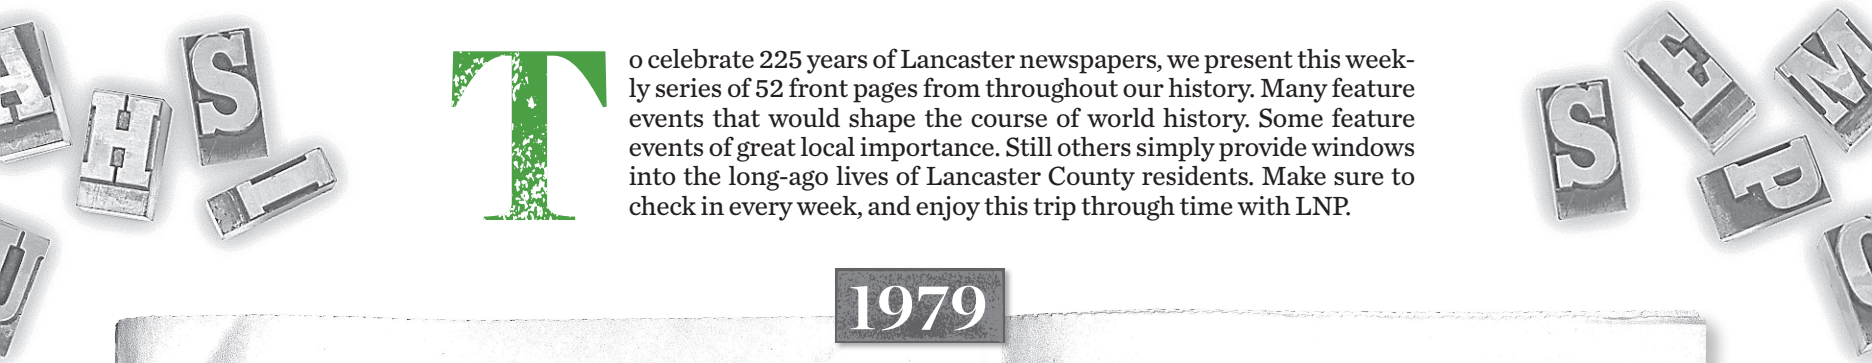 To celebrate 225 years of Lancaster newspapers, we present this week-
ly series of 52 front pages from throughout our history. Many feature
events that would shape the course of world history. Some feature
events of great local importance. Still others simply provide windows
into the long-ago lives of Lancaster County residents. Make sure to
check in every week, and enjoy this trip through time with LNP.
1979
A
H
S
I
U
S
E
M
P